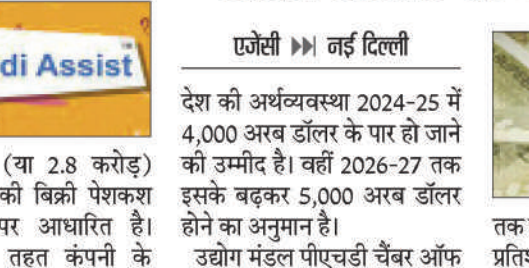 di Assist
(या 2.8 करोड़)
की बिक्री पेशकश
पर आधारित है।
तहत कंपनी के
एजेंसी ▶▶| नई दिल्ली
देश की अर्थव्यवस्था 2024-25 में
4,000 अरब डॉलर के पार हो जाने
की उम्मीद है। वहीं 2026-27 तक
इसके बढ़कर 5,000 अरब डॉलर
होने का अनुमान है।
उद्योग मंडल पीएचडी चैंबर ऑफ
तक